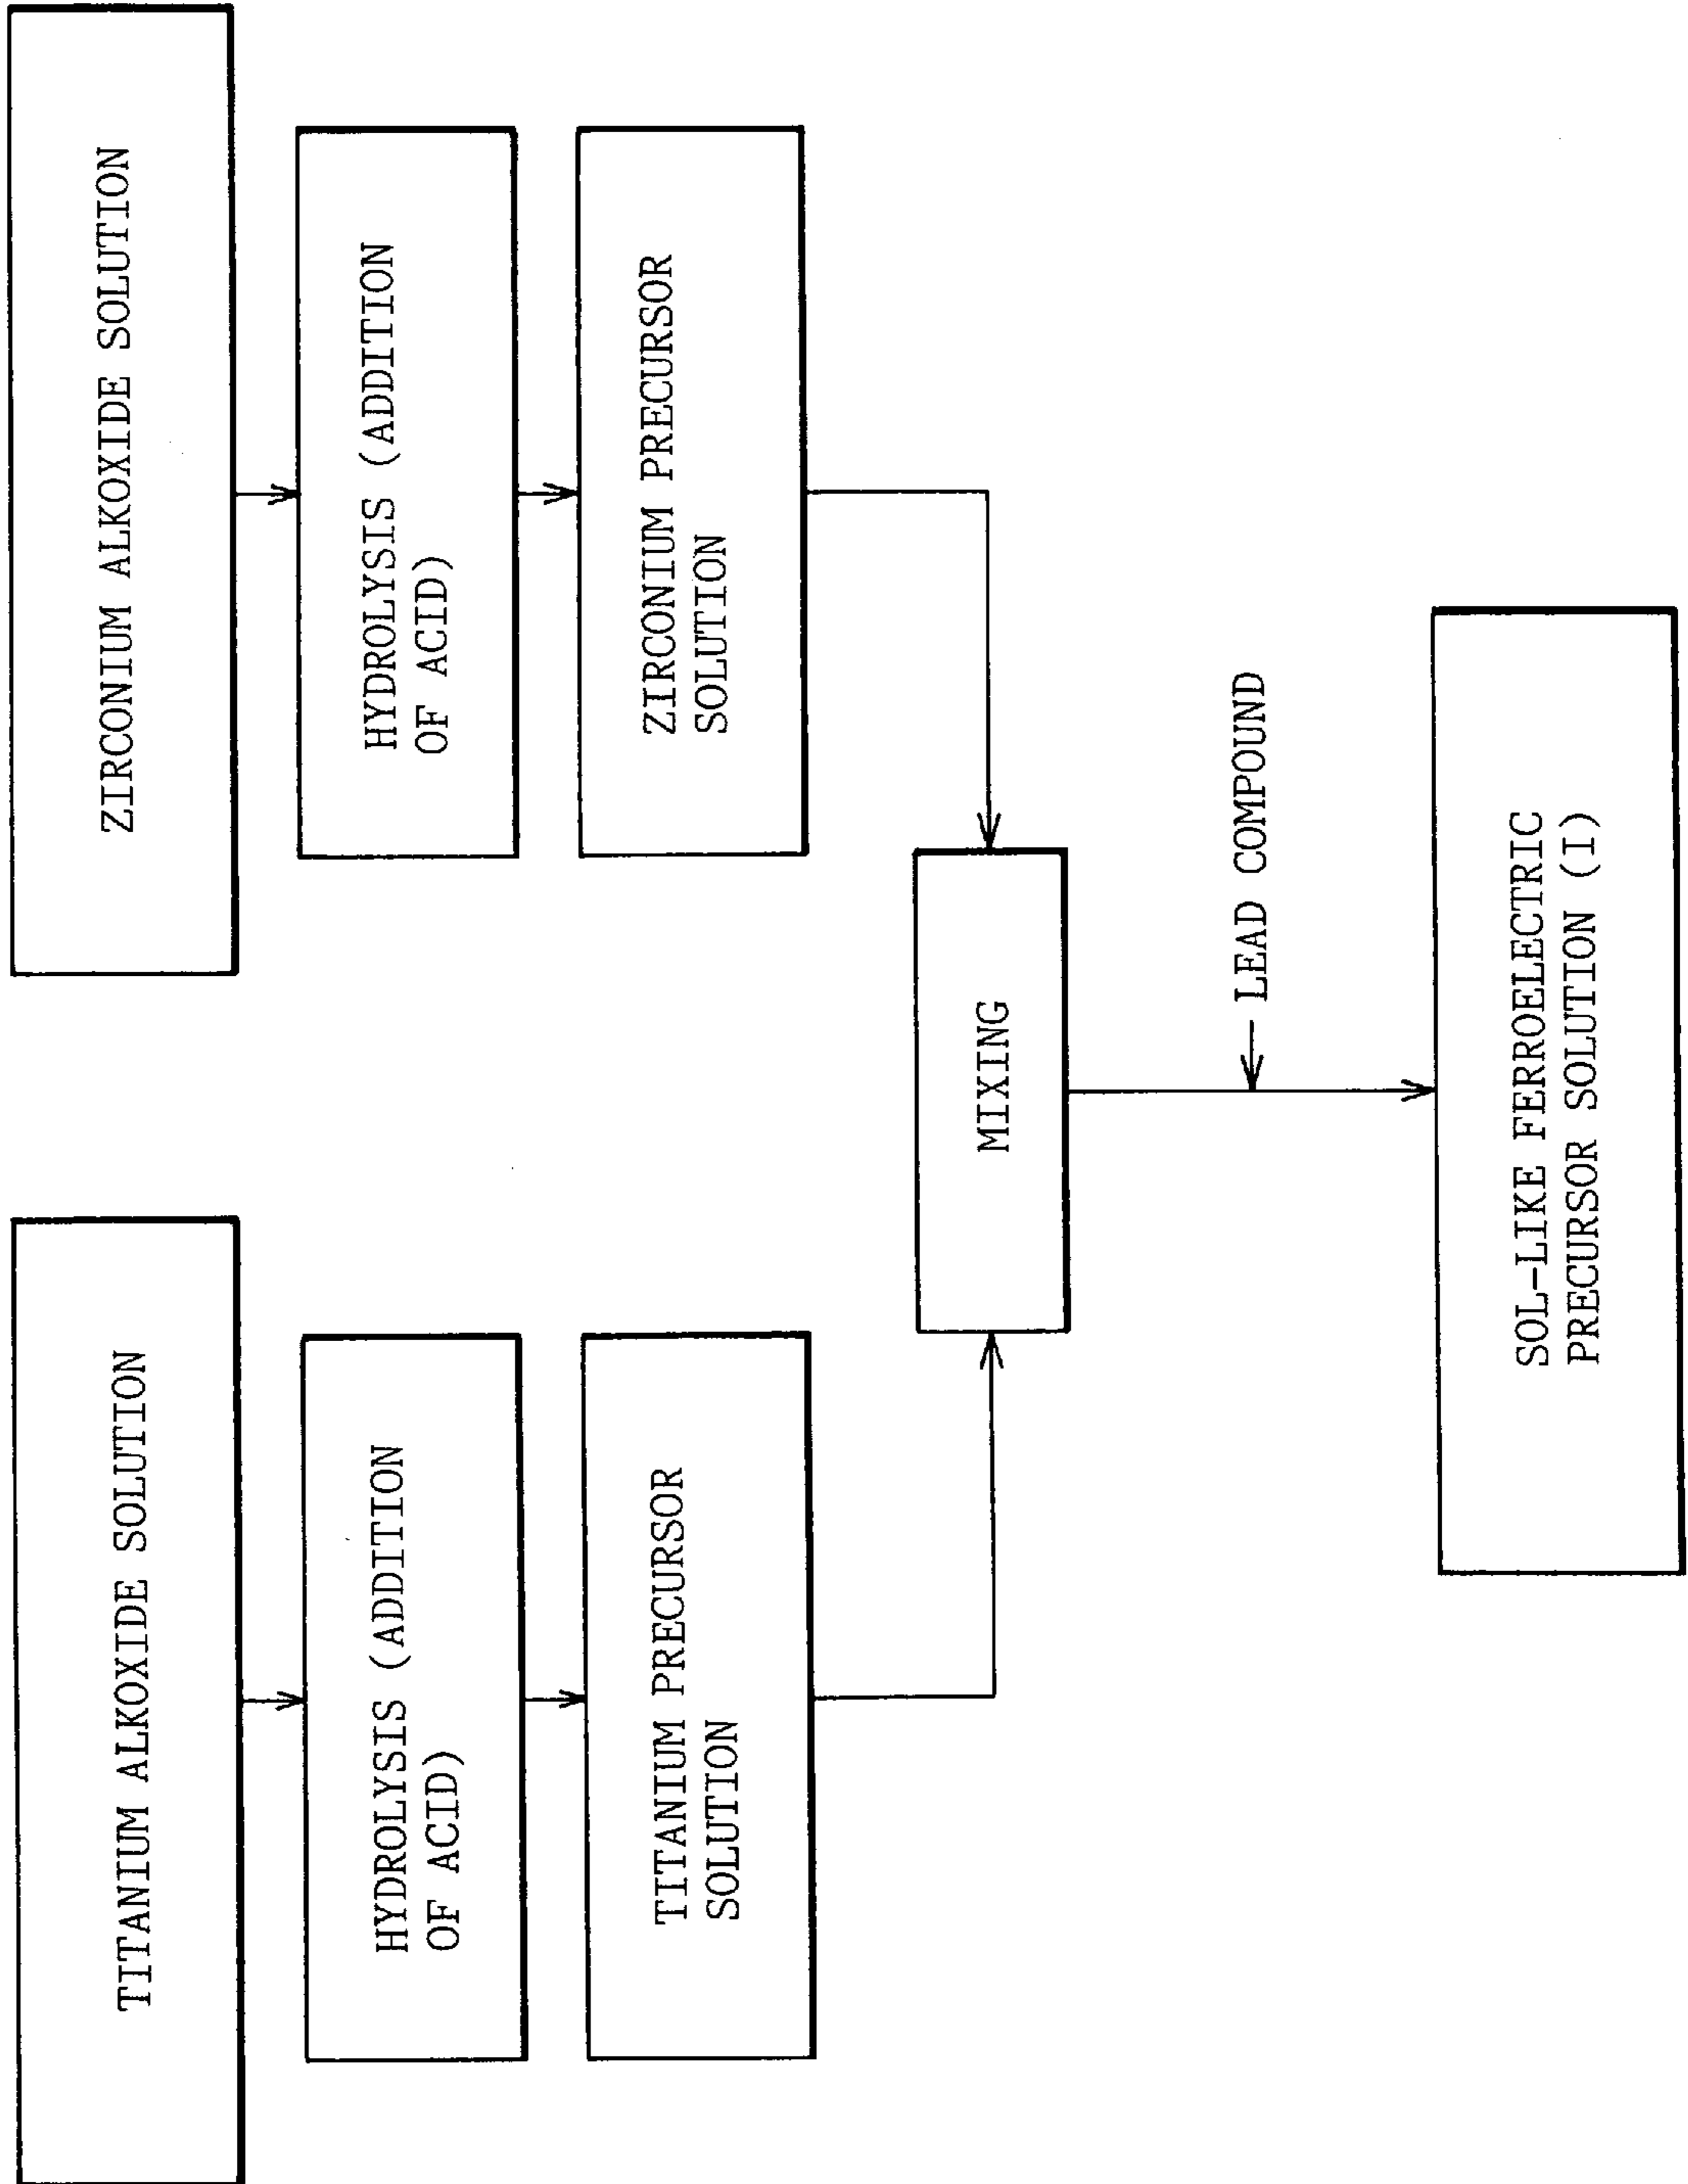 TITANIUM ALKOXIDE SOLUTION
HYDROLYSIS (ADDITION
OF ACID)
TITANIUM PRECURSOR
SOLUTION
ZIRCONIUM ALKOXIDE SOLUTION
HYDROLYSIS (ADDITION
OF ACID)
ZIRCONIUM PRECURSOR
SOLUTION
MIXING
LEAD COMPOUND
SOL-LIKE FERROELECTRIC
PRECURSOR SOLUTION (I)